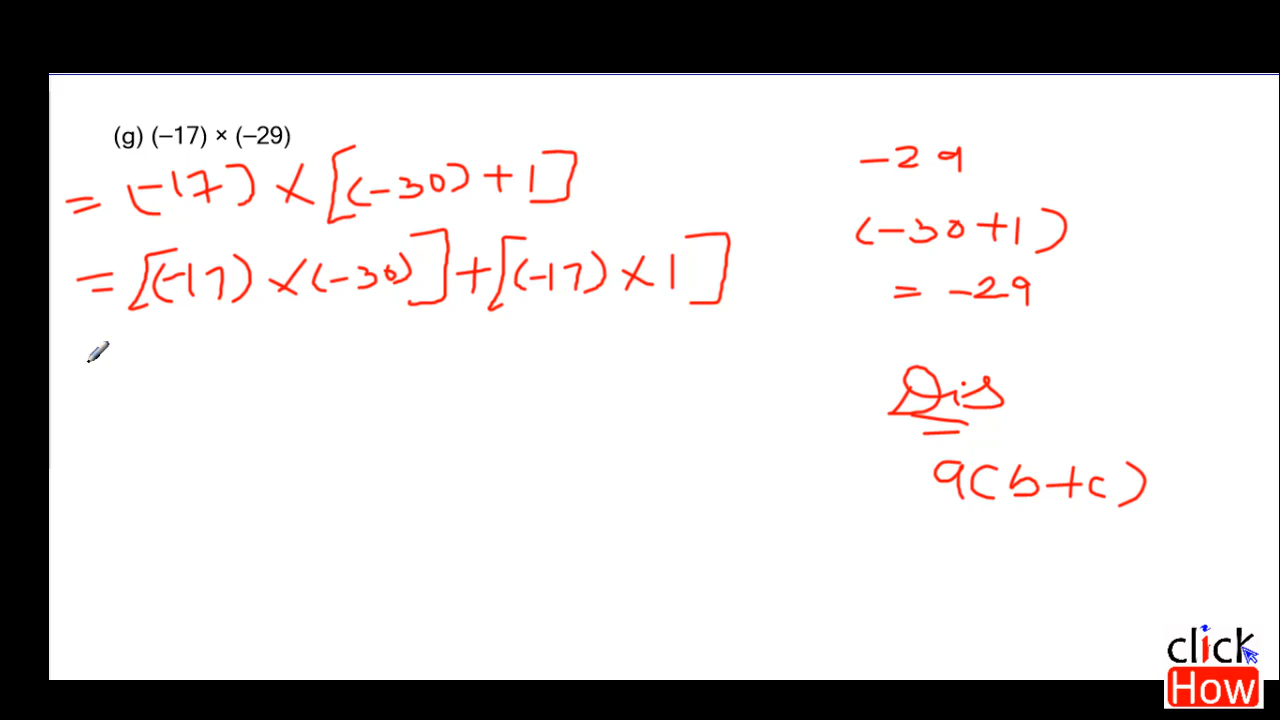 (g) (–17) × (–29)
= (-17) × [(-30) + 1]
= [(-17) × (-30)] + [(-17) × 1]
-29
(-30+1)
= -29
Dis
a(b+c)
click
How